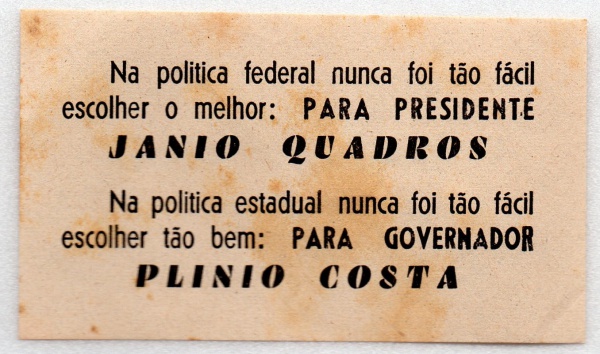 Na politica federal nunca foi tão fácil
escolher o melhor: PARA PRESIDENTE
JANIO QUADROS
Na politica estadual nunca foi tão fácil
escolher tão bem: PARA GOVERNADOR
PLINIO COSTA